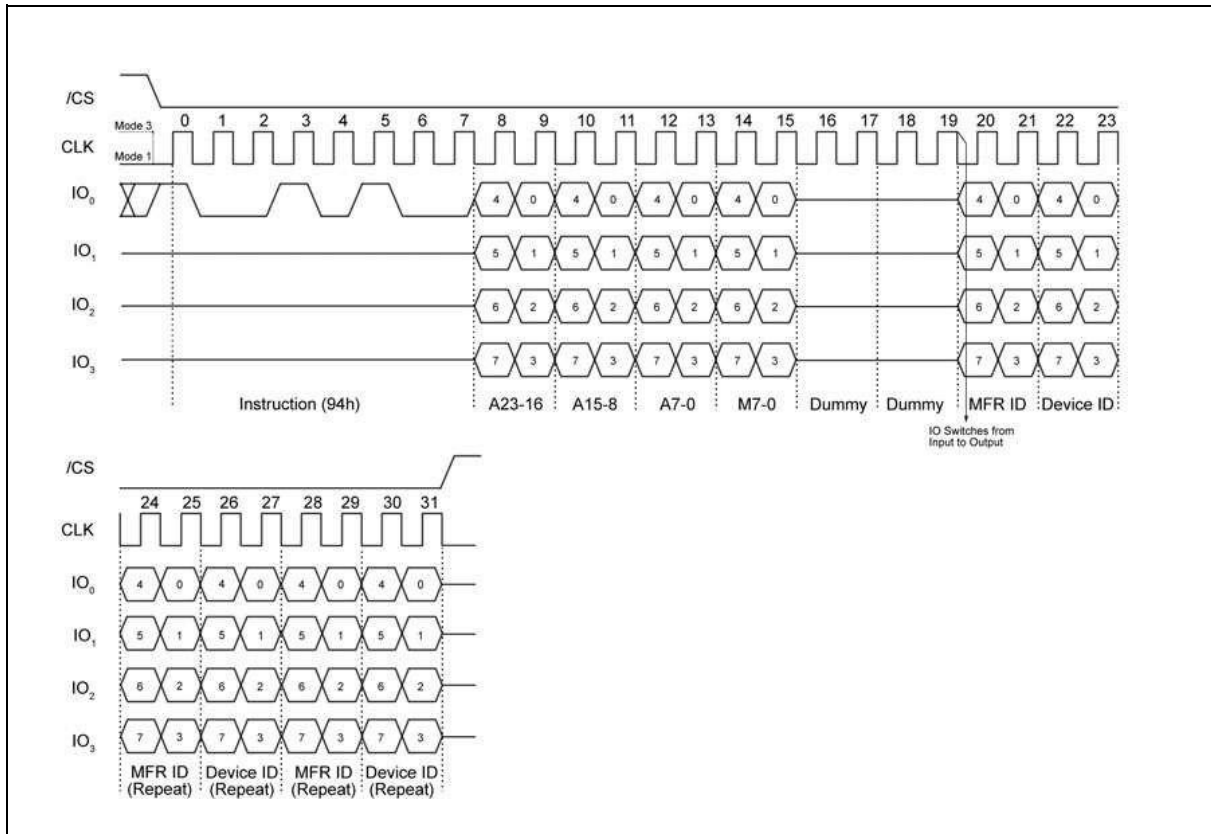 /CS
Mode 3
0 1 2 3 4 5 6 7 8 9 10 11 12 13 14 15 16 17 18 19 20 21 22 23
CLK
Mode 1
IO0 4 0 4 0 4 0 4 0 4 0 4 0
IO1 5 1 5 1 5 1 5 1 5 1 5 1
IO2 6 2 6 2 6 2 6 2 6 2 6 2
IO3 7 3 7 3 7 3 7 3 7 3 7 3
Instruction (94h) A23-16 A15-8 A7-0 M7-0 Dummy Dummy MFR ID Device ID
IO Switches from
Input to Output
/CS
24 25 26 27 28 29 30 31
CLK
IO0 4 0 4 0 4 0 4 0
IO1 5 1 5 1 5 1 5 1
IO2 6 2 6 2 6 2 6 2
IO3 7 3 7 3 7 3 7 3
MFR ID Device ID MFR ID Device ID
(Repeat) (Repeat) (Repeat) (Repeat)